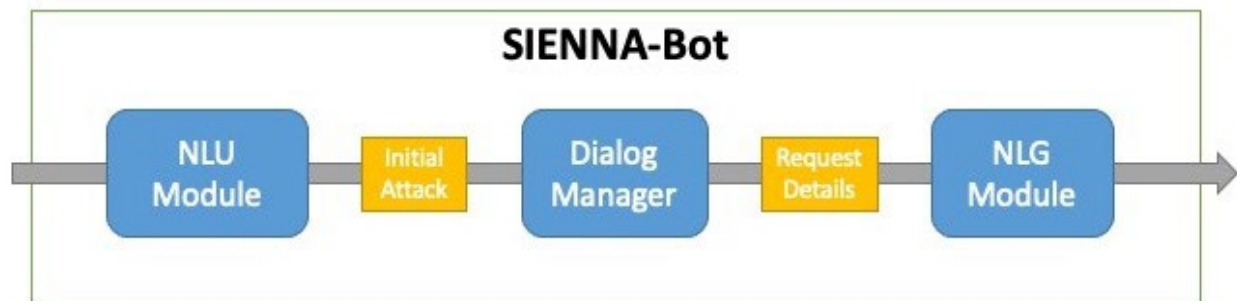 SIENNA-Bot
NLU
Module
Initial
Attack
Dialog
Manager
Request
Details
NLG
Module